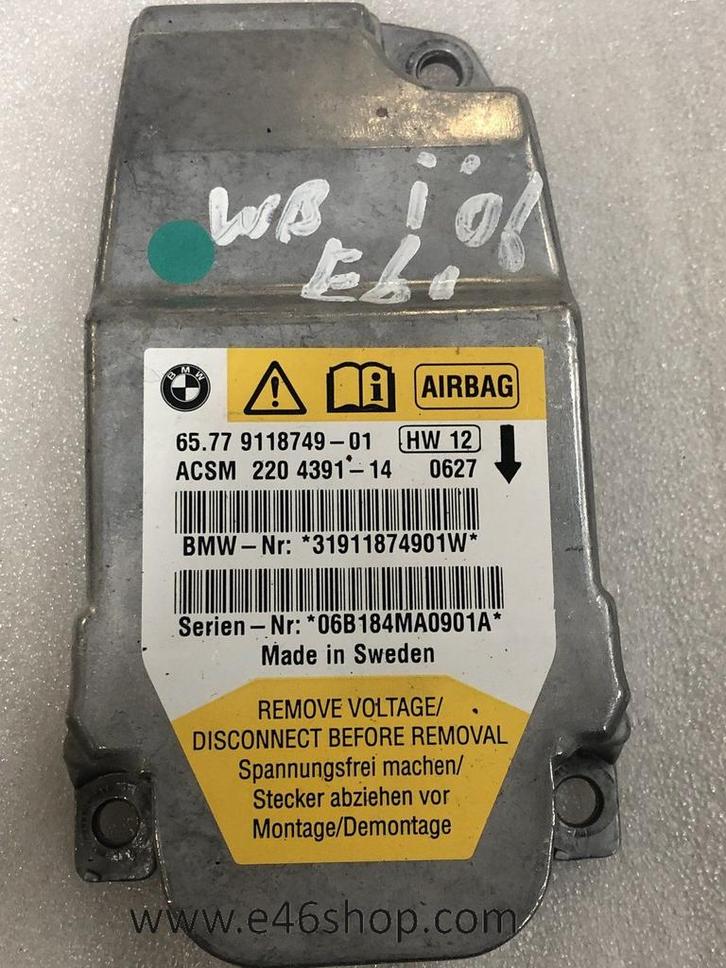 WB
E61
BMW
AIRBAG
65.77 9118749-01 HW 12
ACSM 220 4391-14 0627
BMW-Nr: *31911874901W*
Serien-Nr: *06B184MA0901A*
Made in Sweden
REMOVE VOLTAGE/
DISCONNECT BEFORE REMOVAL
Spannungsfrei machen/
Stecker abziehen vor
Montage/Demontage
www.e46shop.com